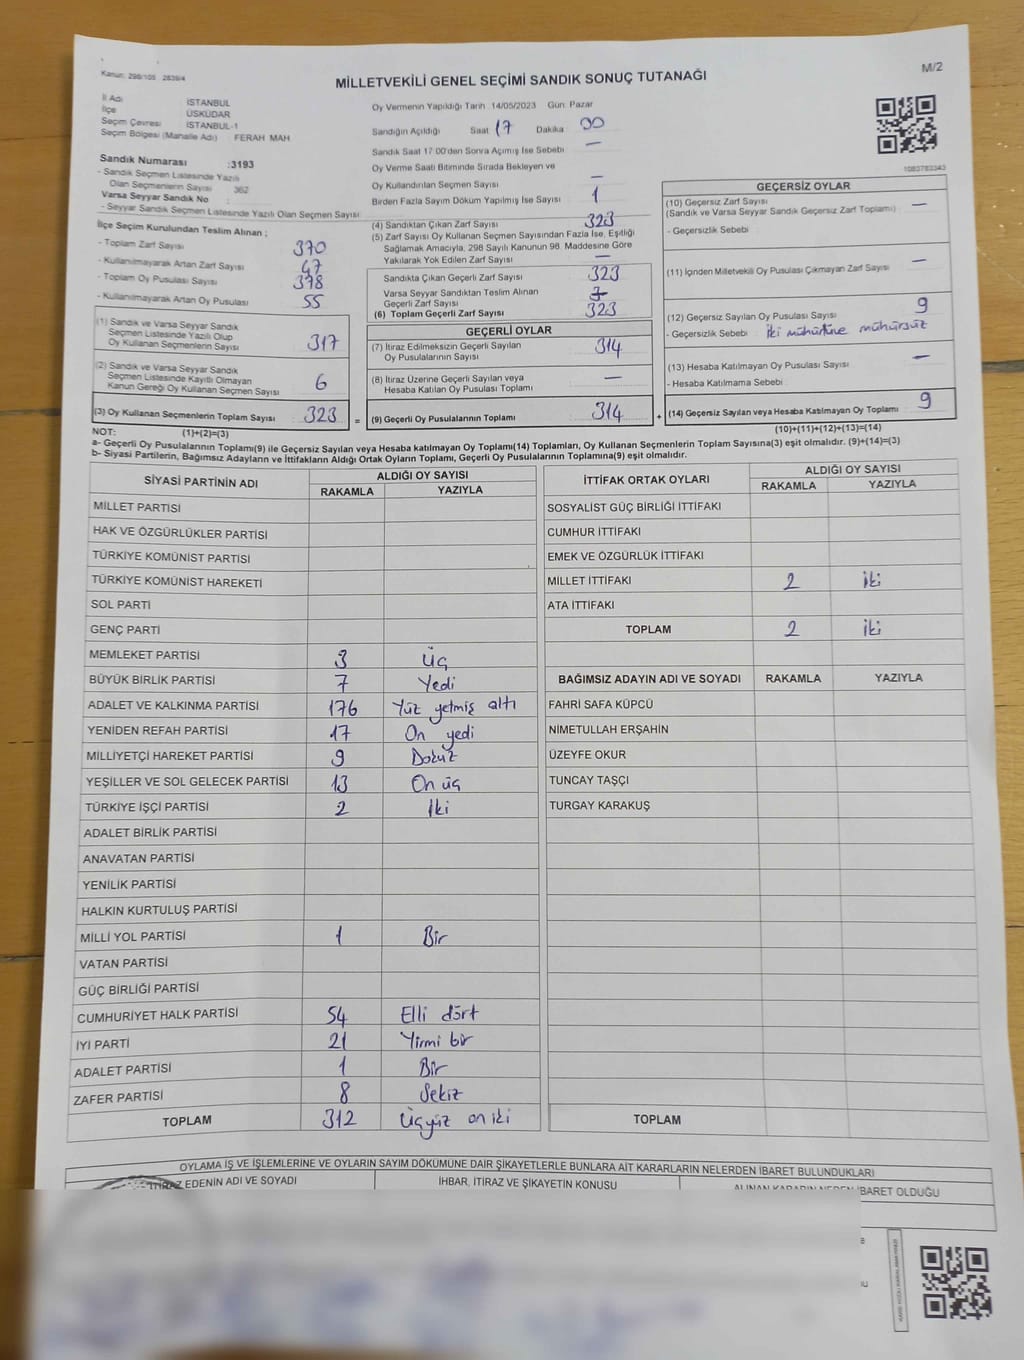 Kanun: 298/105 2839/4
MİLLETVEKİLİ GENEL SEÇİMİ SANDIK SONUÇ TUTANAĞI
M/2
İl Adı İSTANBUL
İlçe ÜSKÜDAR
Seçim Çevresi İSTANBUL-1
Seçim Bölgesi (Mahalle Adı) FERAH MAH
Sandık Numarası :3193
- Sandık Seçmen Listesinde Yazılı
Olan Seçmenlerin Sayısı 362
Varsa Seyyar Sandık No :
- Seyyar Sandık Seçmen Listesinde Yazılı Olan Seçmen Sayısı
İlçe Seçim Kurulundan Teslim Alınan ;
- Toplam Zarf Sayısı 370
- Kullanılmayarak Artan Zarf Sayısı 47
- Toplam Oy Pusulası Sayısı 378
- Kullanılmayarak Artan Oy Pusulası 55
(1) Sandık ve Varsa Seyyar Sandık
Seçmen Listesinde Yazılı Olup
Oy Kullanan Seçmenlerin Sayısı 317
(2) Sandık ve Varsa Seyyar Sandık
Seçmen Listesinde Kayıtlı Olmayan
Kanun Gereği Oy Kullanan Seçmen Sayısı 6
(3) Oy Kullanan Seçmenlerin Toplam Sayısı : 323 =
Oy Vermenin Yapıldığı Tarih 14/05/2023 Gün: Pazar
Sandığın Açıldığı Saat 17 Dakika 00
Sandık Saat 17:00'den Sonra Açımış İse Sebebi —
Oy Verme Saati Bitiminde Sırada Bekleyen ve
Oy Kullandırılan Seçmen Sayısı —
Birden Fazla Sayım Döküm Yapılmış İse Sayısı 1
(4) Sandıktan Çıkan Zarf Sayısı 323
(5) Zarf Sayısı Oy Kullanan Seçmen Sayısından Fazla İse, Eşitliği
Sağlamak Amacıyla, 298 Sayılı Kanunun 98. Maddesine Göre
Yakılarak Yok Edilen Zarf Sayısı —
Sandıkta Çıkan Geçerli Zarf Sayısı 323
Varsa Seyyar Sandıktan Teslim Alınan
Geçerli Zarf Sayısı
(6) Toplam Geçerli Zarf Sayısı 323
GEÇERLİ OYLAR
(7) İtiraz Edilmeksizin Geçerli Sayılan
Oy Pusulalarının Sayısı 314
(8) İtiraz Üzerine Geçerli Sayılan veya
Hesaba Katılan Oy Pusulası Toplamı —
(9) Geçerli Oy Pusulalarının Toplamı : 314 +
1083783343
GEÇERSİZ OYLAR
(10) Geçersiz Zarf Sayısı —
(Sandık ve Varsa Seyyar Sandık Geçersiz Zarf Toplamı)
- Geçersizlik Sebebi
(11) İçinden Milletvekili Oy Pusulası Çıkmayan Zarf Sayısı —
(12) Geçersiz Sayılan Oy Pusulası Sayısı 9
- Geçersizlik Sebebi İki mühürlü mühürsüz
(13) Hesaba Katılmayan Oy Pusulası Sayısı —
- Hesaba Katılmama Sebebi
(14) Geçersiz Sayılan veya Hesaba Katılmayan Oy Toplamı : 9
NOT: (1)+(2)=(3) (10)+(11)+(12)+(13)=(14)
a- Geçerli Oy Pusulalarının Toplamı(9) ile Geçersiz Sayılan veya Hesaba katılmayan Oy Toplamı(14) Toplamları, Oy Kullanan Seçmenlerin Toplam Sayısına(3) eşit olmalıdır. (9)+(14)=(3)
b- Siyasi Partilerin, Bağımsız Adayların ve İttifakların Aldığı Ortak Oyların Toplamı, Geçerli Oy Pusulalarının Toplamına(9) eşit olmalıdır.
SİYASİ PARTİNİN ADI ALDIĞI OY SAYISI
RAKAMLA YAZIYLA
MİLLET PARTİSİ
HAK VE ÖZGÜRLÜKLER PARTİSİ
TÜRKİYE KOMÜNİST PARTİSİ
TÜRKİYE KOMÜNİST HAREKETİ
SOL PARTİ
GENÇ PARTİ
MEMLEKET PARTİSİ 3 Üç
BÜYÜK BİRLİK PARTİSİ 7 Yedi
ADALET VE KALKINMA PARTİSİ 176 Yüz yetmiş altı
YENİDEN REFAH PARTİSİ 17 On yedi
MİLLİYETÇİ HAREKET PARTİSİ 9 Dokuz
YEŞİLLER VE SOL GELECEK PARTİSİ 13 On üç
TÜRKİYE İŞÇİ PARTİSİ 2 İki
ADALET BİRLİK PARTİSİ
ANAVATAN PARTİSİ
YENİLİK PARTİSİ
HALKIN KURTULUŞ PARTİSİ
MİLLİ YOL PARTİSİ 1 Bir
VATAN PARTİSİ
GÜÇ BİRLİĞİ PARTİSİ
CUMHURİYET HALK PARTİSİ 54 Elli dört
İYİ PARTİ 21 Yirmi bir
ADALET PARTİSİ 1 Bir
ZAFER PARTİSİ 8 Sekiz
TOPLAM 312 Üçyüz on iki
İTTİFAK ORTAK OYLARI ALDIĞI OY SAYISI
RAKAMLA YAZIYLA
SOSYALİST GÜÇ BİRLİĞİ İTTİFAKI
CUMHUR İTTİFAKI
EMEK VE ÖZGÜRLÜK İTTİFAKI
MİLLET İTTİFAKI 2 İki
ATA İTTİFAKI
TOPLAM 2 İki
BAĞIMSIZ ADAYIN ADI VE SOYADI RAKAMLA YAZIYLA
FAHRİ SAFA KÜPCÜ
NİMETULLAH ERŞAHİN
ÜZEYFE OKUR
TUNCAY TAŞÇI
TURGAY KARAKUŞ
TOPLAM
OYLAMA İŞ VE İŞLEMLERİNE VE OYLARIN SAYIM DÖKÜMÜNE DAİR ŞİKAYETLERLE BUNLARA AİT KARARLARIN NELERDEN İBARET BULUNDUKLARI
İTİRAZ EDENİN ADI VE SOYADI İHBAR, İTİRAZ VE ŞİKAYETİN KONUSU ALINAN KARARIN NEDEN İBARET OLDUĞU